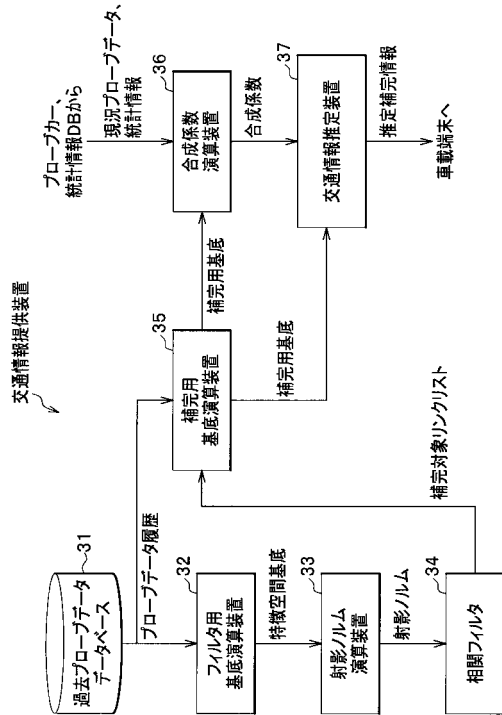 交通情報提供装置
31
過去プローブデータ
データベース
プローブデータ履歴
32
フィルタ用
基底演算装置
特徴空間基底
33
射影ノルム
演算装置
射影ノルム
34
相関フィルタ
補完対象リンクリスト
35
補完用
基底演算装置
補完用基底
補完用基底
プローブカー、
統計情報DBから
現況プローブデータ、
統計情報
36
合成係数
演算装置
合成係数
37
交通情報推定装置
推定補完情報
車載端末へ